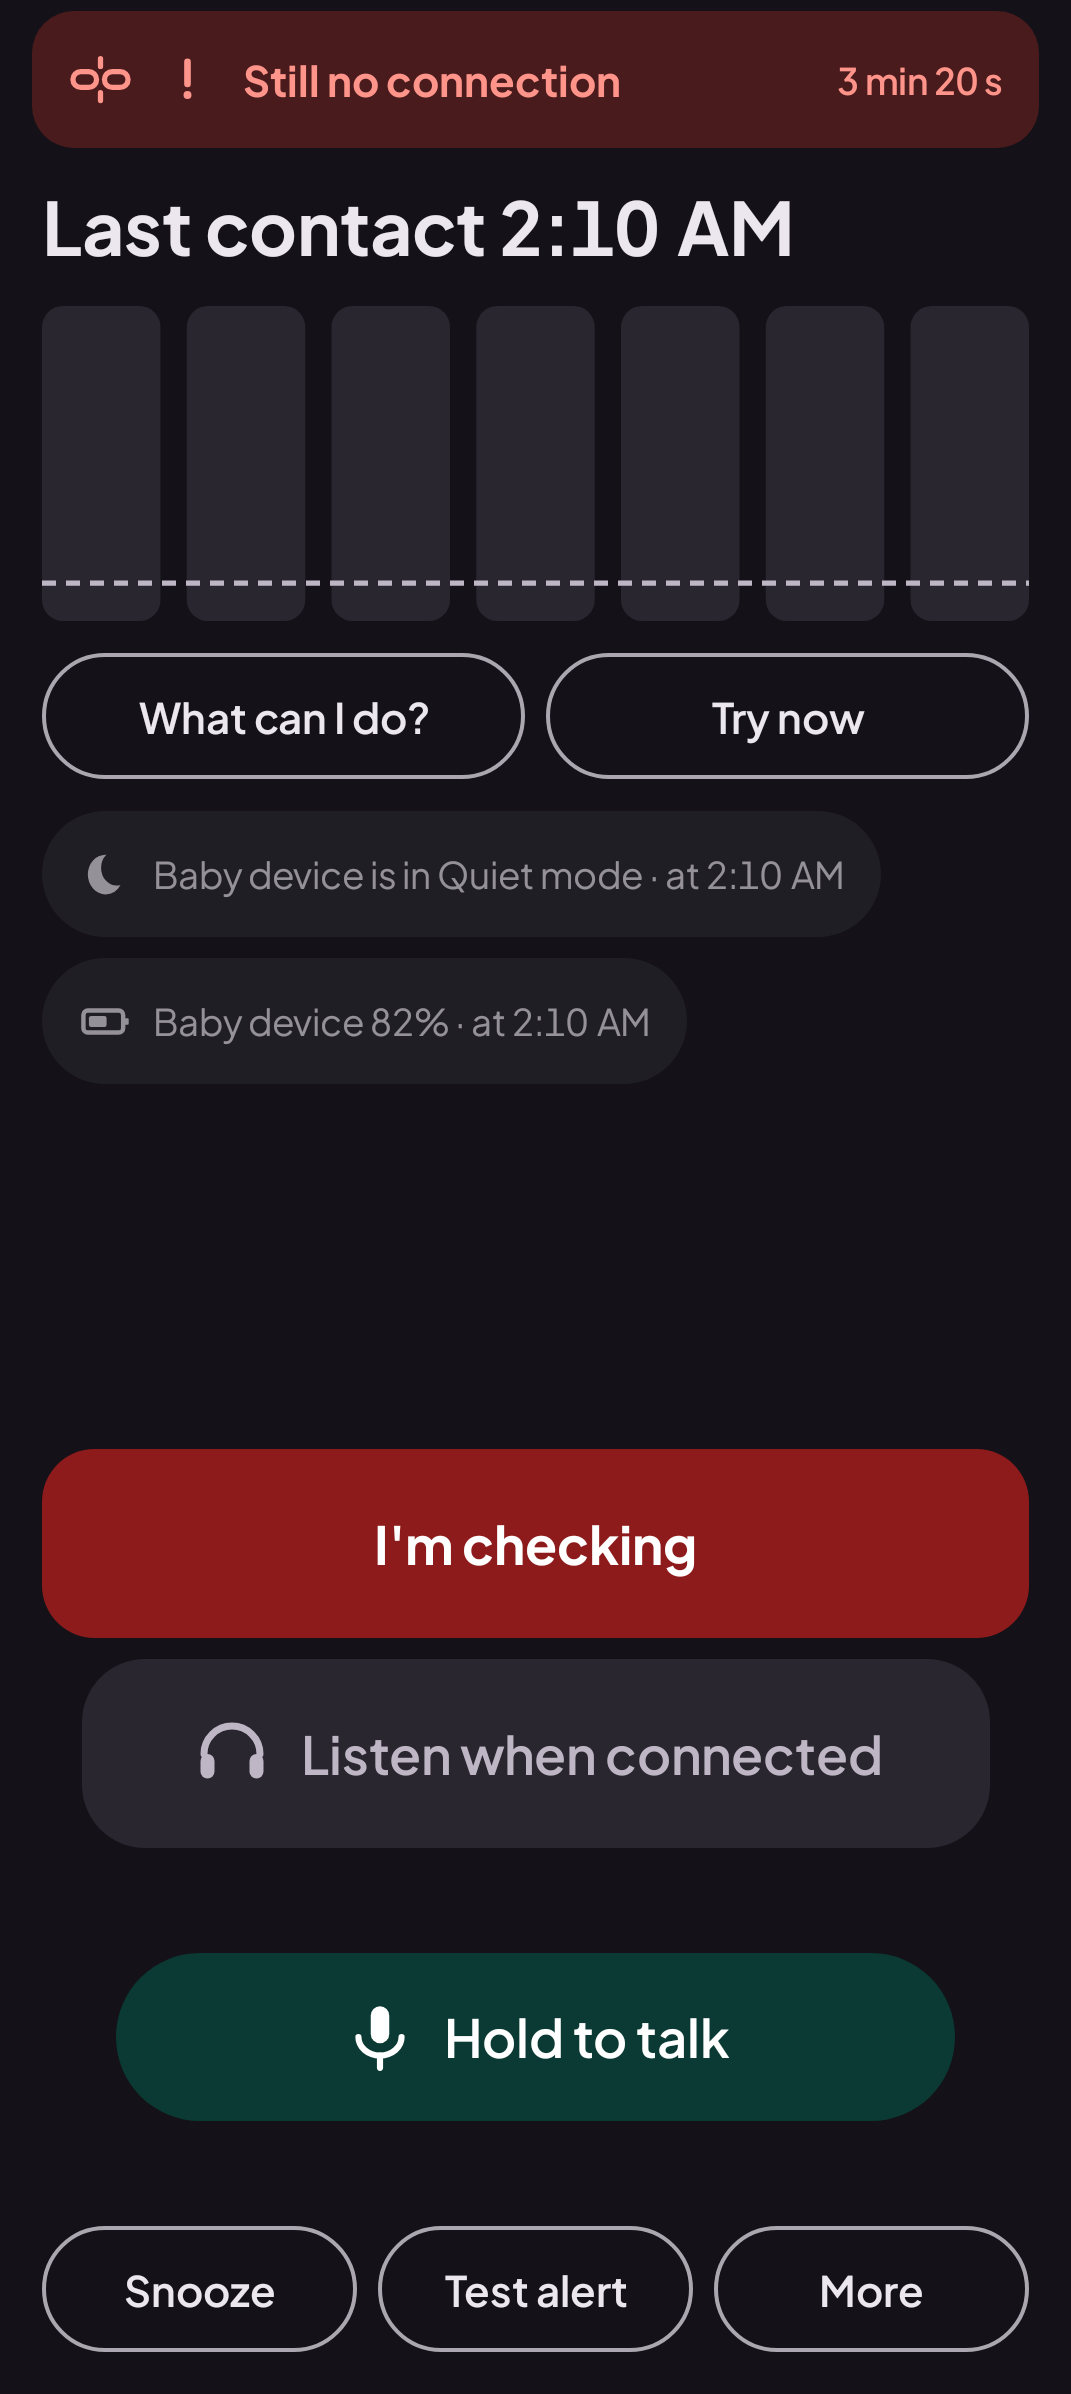 Still no connection
3 min 20 s
Last contact 2:10 AM
What can I do?
Try now
Baby device is in Quiet mode · at 2:10 AM
Baby device 82% · at 2:10 AM
I'm checking
Listen when connected
Hold to talk
Snooze
Test alert
More